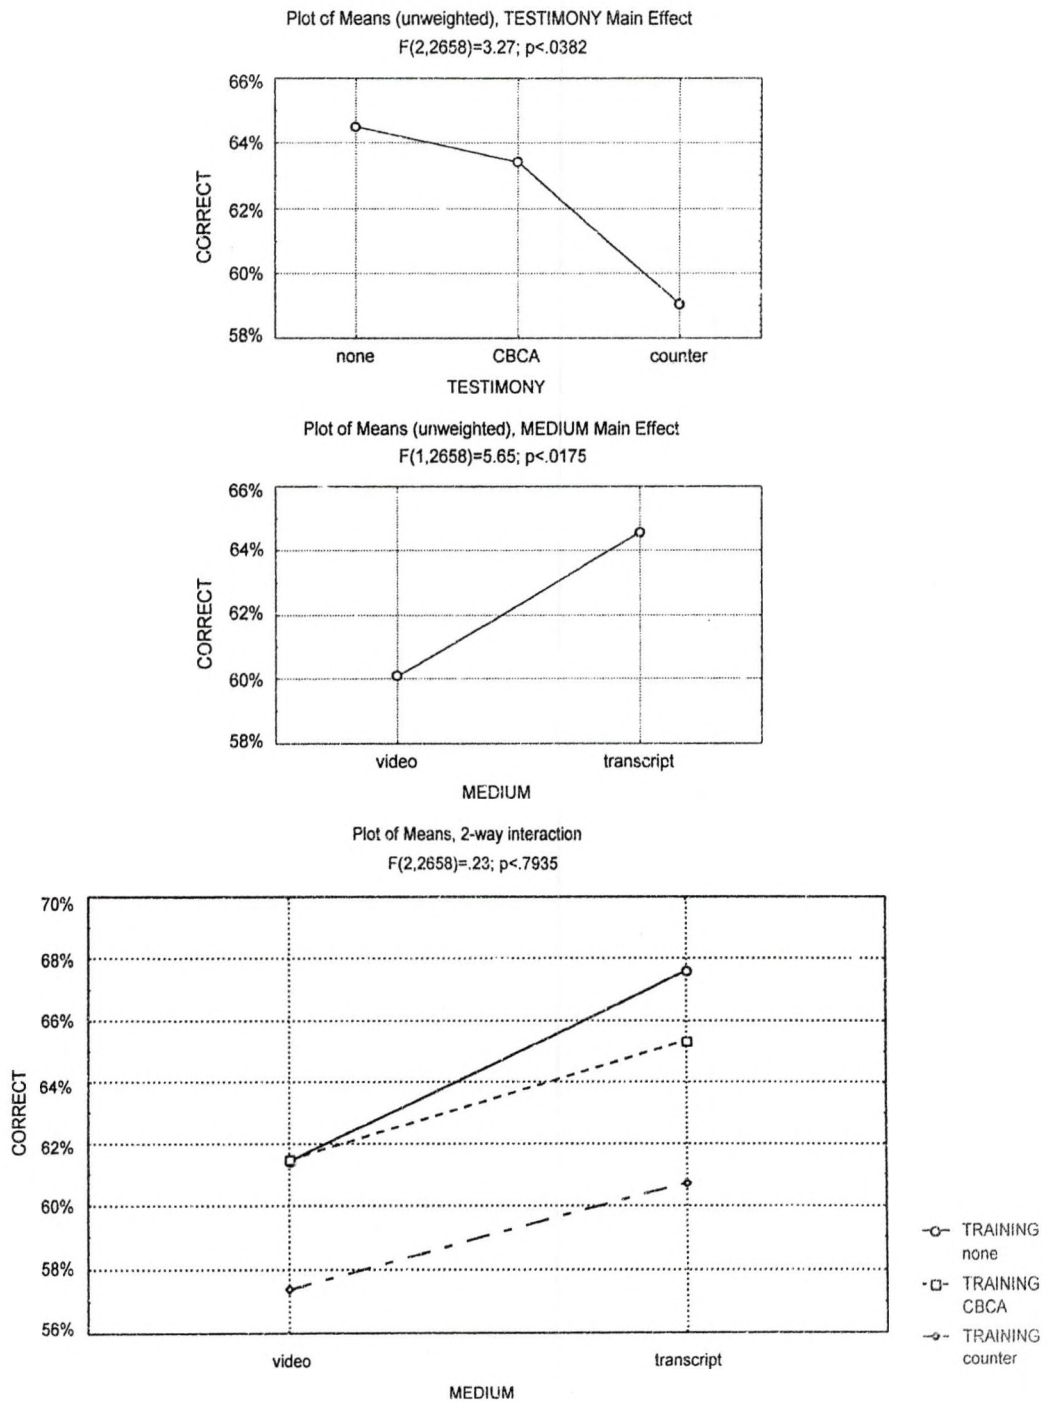 Plot of Means (unweighted), TESTIMONY Main Effect
F(2,2658)=3.27; p<.0382
66%
64%
62%
60%
58%
CORRECT
none CBCA counter
TESTIMONY
Plot of Means (unweighted), MEDIUM Main Effect
F(1,2658)=5.65; p<.0175
66%
64%
62%
60%
58%
CORRECT
video transcript
MEDIUM
Plot of Means, 2-way interaction
F(2,2658)=.23; p<.7935
70%
68%
66%
64%
62%
60%
58%
56%
CORRECT
video transcript
MEDIUM
TRAINING
none
TRAINING
CBCA
TRAINING
counter